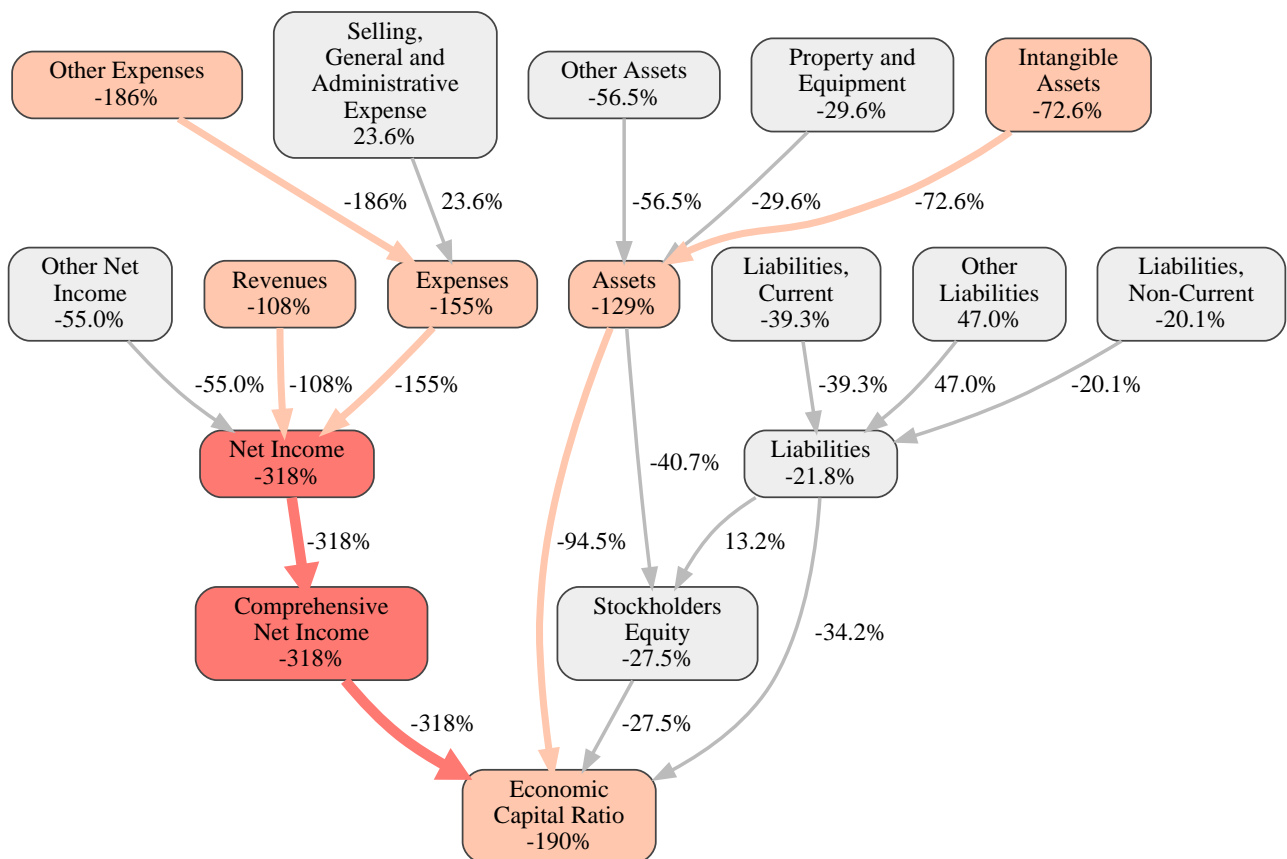 Other Expenses
-186%
Selling,
General and
Administrative
Expense
23.6%
Other Assets
-56.5%
Property and
Equipment
-29.6%
Intangible
Assets
-72.6%
-186%
23.6%
-56.5%
-29.6%
-72.6%
Other Net
Income
-55.0%
Revenues
-108%
Expenses
-155%
Assets
-129%
Liabilities,
Current
-39.3%
Other
Liabilities
47.0%
Liabilities,
Non-Current
-20.1%
-55.0%
-108%
-155%
-39.3%
47.0%
-20.1%
Net Income
-318%
-40.7%
Liabilities
-21.8%
-318%
-94.5%
13.2%
Comprehensive
Net Income
-318%
Stockholders
Equity
-27.5%
-34.2%
-318%
-27.5%
Economic
Capital Ratio
-190%